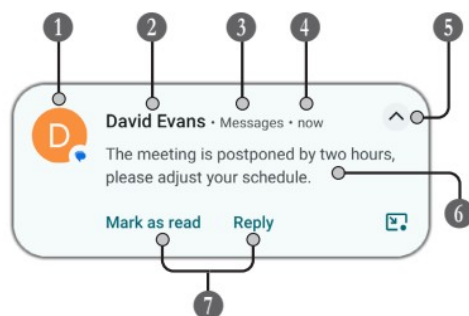 1
2
3
4
5
D
David Evans • Messages • now
The meeting is postponed by two hours,
please adjust your schedule.
6
Mark as read Reply
7